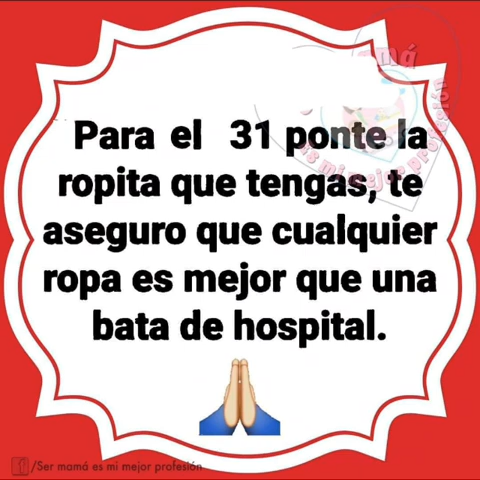 Para el 31 ponte la
ropita que tengas, te
aseguro que cualquier
ropa es mejor que una
bata de hospital.
/Ser mamá es mi mejor profesión